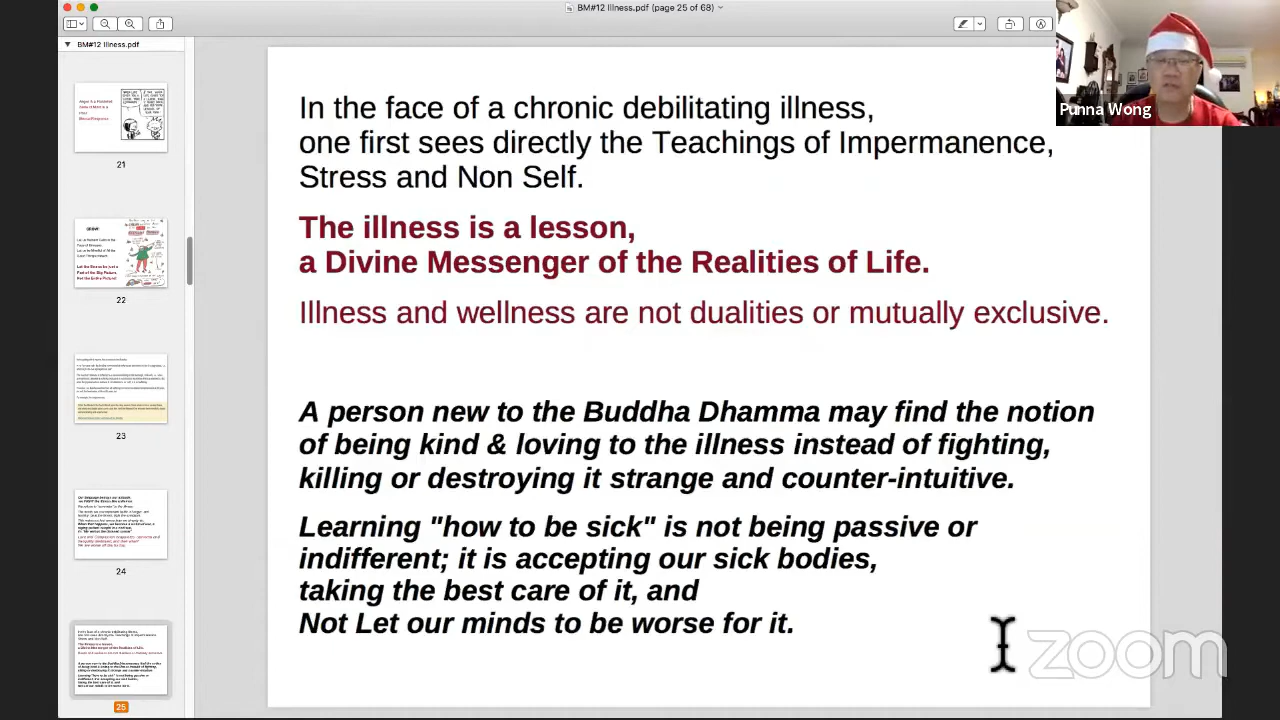 BM#12 Illness.pdf (page 25 of 68)
BM#12 Illness.pdf
21
22
23
24
25
In the face of a chronic debilitating illness,
one first sees directly the Teachings of Impermanence,
Stress and Non Self.
The illness is a lesson,
a Divine Messenger of the Realities of Life.
Illness and wellness are not dualities or mutually exclusive.
A person new to the Buddha Dhamma may find the notion
of being kind & loving to the illness instead of fighting,
killing or destroying it strange and counter-intuitive.
Learning "how to be sick" is not being passive or
indifferent; it is accepting our sick bodies,
taking the best care of it, and
Not Let our minds to be worse for it.
Punna Wong
zoom